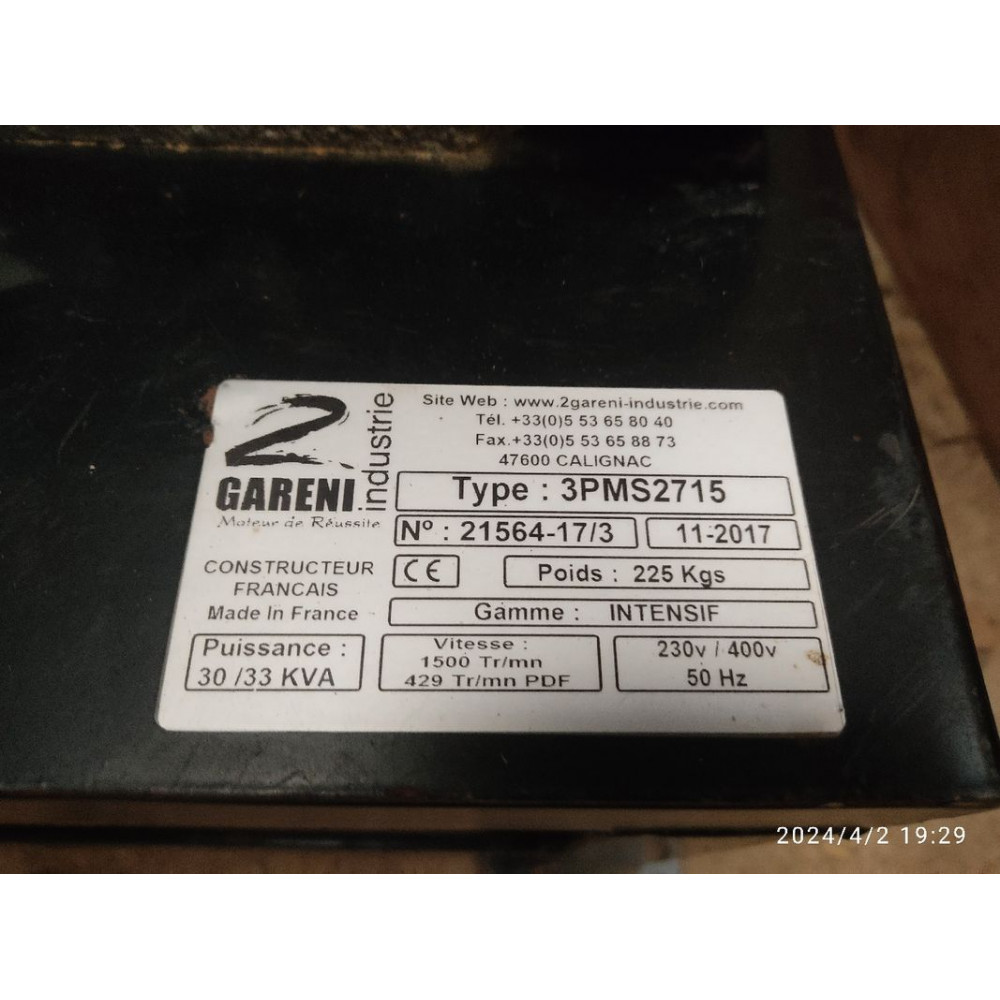 2
GARENI
industrie
Moteur de Réussite
Site Web : www.2gareni-industrie.com
Tél. +33(0)5 53 65 80 40
Fax.+33(0)5 53 65 88 73
47600 CALIGNAC
Type : 3PMS2715
Nº : 21564-17/3
11-2017
CONSTRUCTEUR
FRANCAIS
Made In France
CE
Poids : 225 Kgs
Gamme : INTENSIF
Puissance :
30 /33 KVA
Vitesse :
1500 Tr/mn
429 Tr/mn PDF
230v / 400v
50 Hz
2024/4/2 19:29